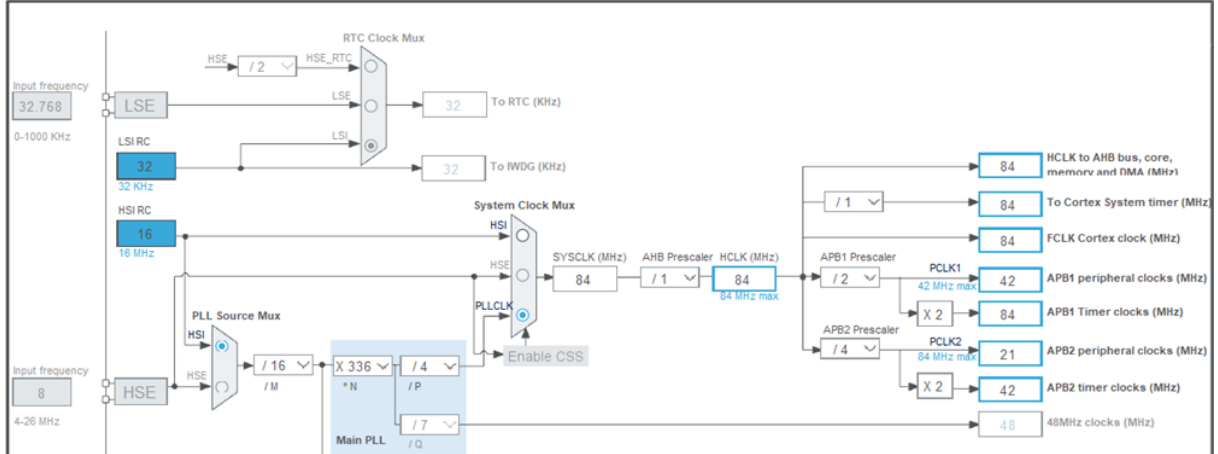 RTC Clock Mux
HSE
/ 2
HSE_RTC
Input frequency
32.768
0-1000 KHz
LSE
LSE
32
To RTC (KHz)
LSI RC
32
32 KHz
LSI
32
To IWDG (KHz)
HSI RC
16
16 MHz
System Clock Mux
HSI
HSE
PLLCLK
SYSCLK (MHz)
84
AHB Prescaler
/ 1
HCLK (MHz)
84
84 MHz max
84
HCLK to AHB bus, core,
memory and DMA (MHz)
/ 1
84
To Cortex System timer (MHz)
84
FCLK Cortex clock (MHz)
APB1 Prescaler
/ 2
PCLK1
42 MHz max
42
APB1 peripheral clocks (MHz)
X 2
84
APB1 Timer clocks (MHz)
APB2 Prescaler
/ 4
PCLK2
84 MHz max
21
APB2 peripheral clocks (MHz)
X 2
42
APB2 timer clocks (MHz)
PLL Source Mux
HSI
HSE
Input frequency
8
4-26 MHz
HSE
/ 16
/ M
X 336
* N
/ 4
/ P
Enable CSS
/ 7
/ Q
Main PLL
48
48MHz clocks (MHz)